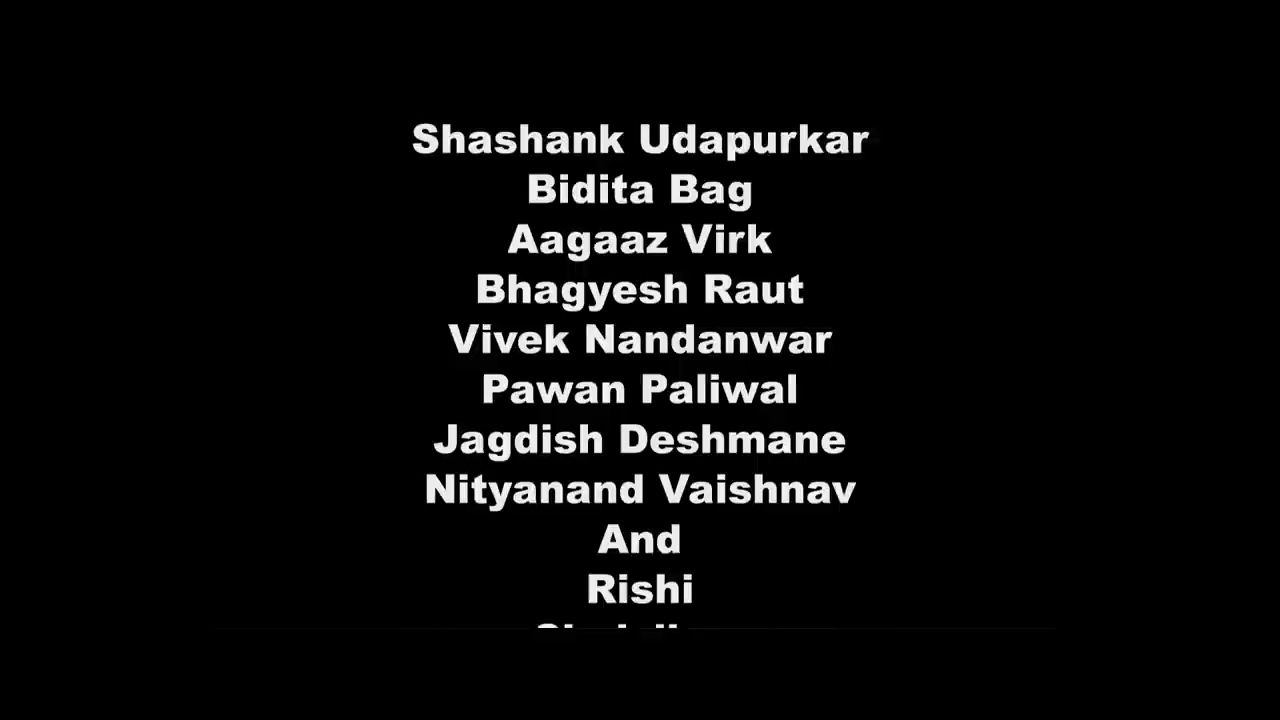 Shashank Udapurkar
Bidita Bag
Aagaaz Virk
Bhagyesh Raut
Vivek Nandanwar
Pawan Paliwal
Jagdish Deshmane
Nityanand Vaishnav
And
Rishi